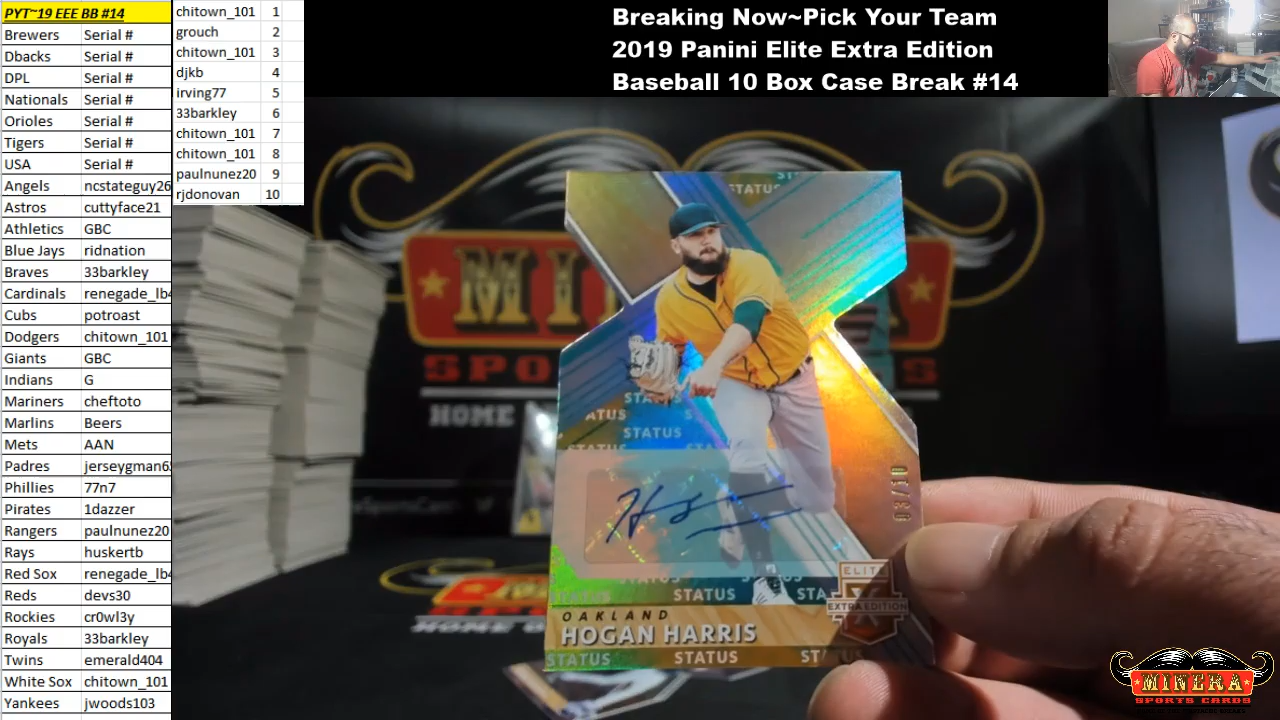 PYT~19 EEE BB #14
Brewers Serial #
Dbacks Serial #
DPL Serial #
Nationals Serial #
Orioles Serial #
Tigers Serial #
USA Serial #
Angels ncstateguy26
Astros cuttyface21
Athletics GBC
Blue Jays ridnation
Braves 33barkley
Cardinals renegade_lb4
Cubs potroast
Dodgers chitown_101
Giants GBC
Indians G
Mariners cheftoto
Marlins Beers
Mets AAN
Padres jerseygman6
Phillies 77n7
Pirates 1dazzer
Rangers paulnunez20
Rays huskertb
Red Sox renegade_lb4
Reds devs30
Rockies cr0wl3y
Royals 33barkley
Twins emerald404
White Sox chitown_101
Yankees jwoods103
chitown_101 1
grouch 2
chitown_101 3
djkb 4
irving77 5
33barkley 6
chitown_101 7
chitown_101 8
paulnunez20 9
rjdonovan 10
Breaking Now~Pick Your Team
2019 Panini Elite Extra Edition
Baseball 10 Box Case Break #14
STATUS
STATUS
STATUS
STATUS STATUS
03/10
ELITE
EXTRA EDITION
OAKLAND
HOGAN HARRIS
STATUS STATUS
MINERA
SPORTS CARDS